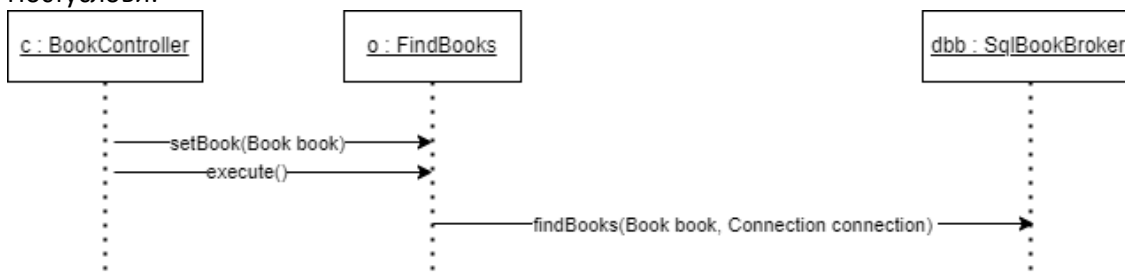 c : BookController
o : FindBooks
dbb : SqlBookBroker
setBook(Book book)
execute()
findBooks(Book book, Connection connection)